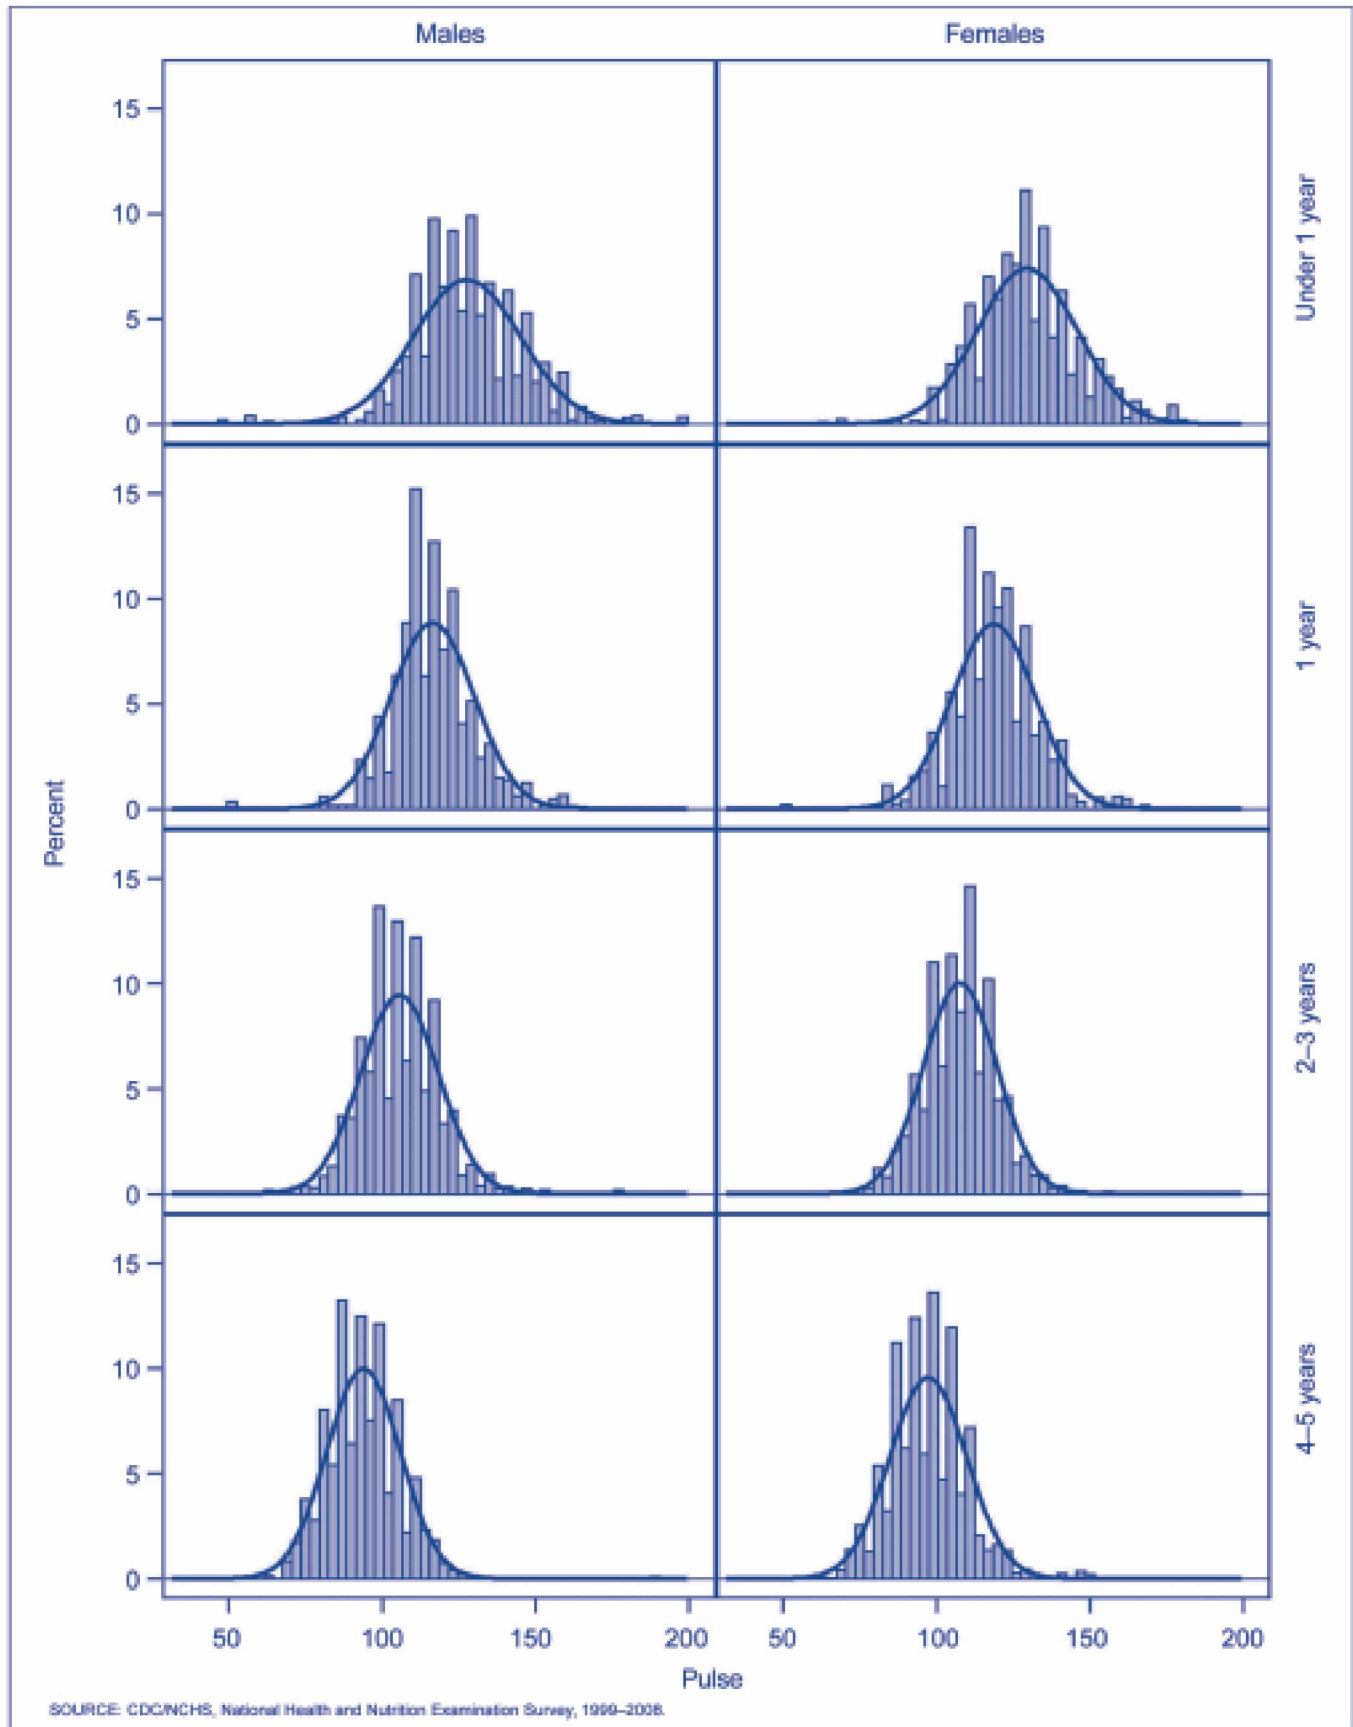 Males Females
15
10
5
0
Under 1 year
15
10
5
0
1 year
Percent
15
10
5
0
2–3 years
15
10
5
0
4–5 years
50 100 150 200 50 100 150 200
Pulse
SOURCE: CDC/NCHS, National Health and Nutrition Examination Survey, 1999–2008.